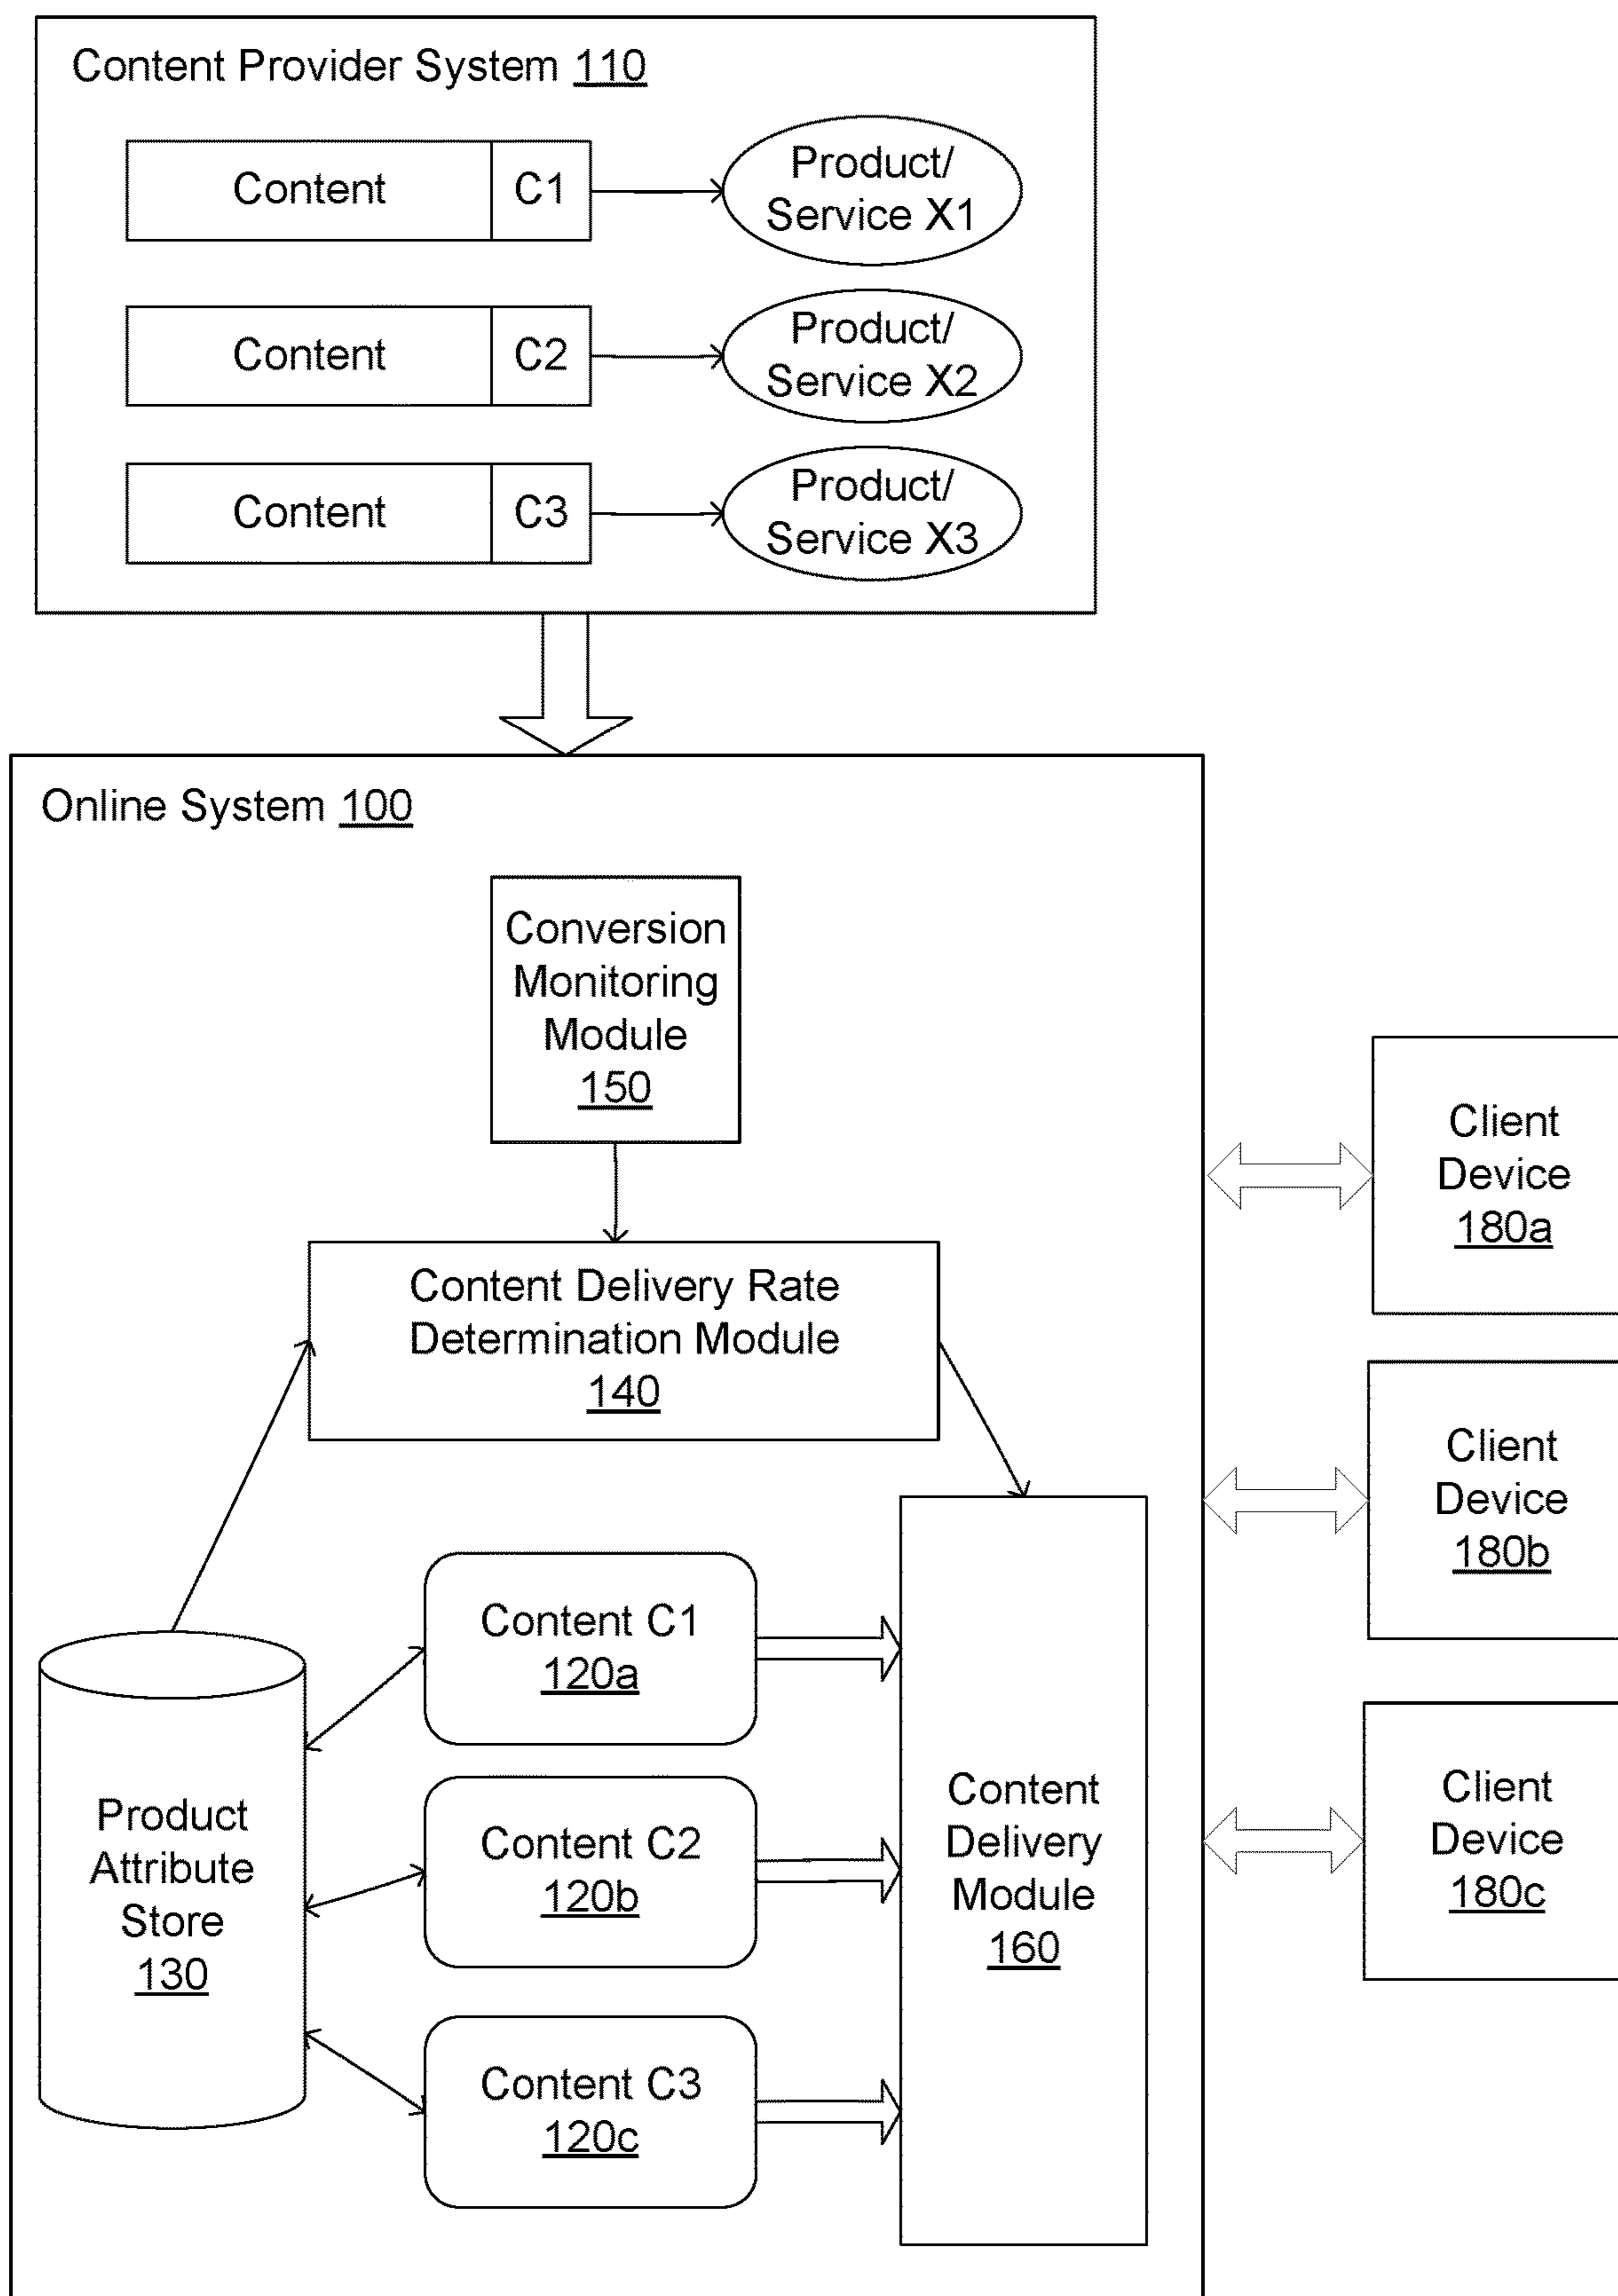 Content Provider System 110
Content C1
Product/
Service X1
Content C2
Product/
Service X2
Content C3
Product/
Service X3
Online System 100
Conversion
Monitoring
Module
150
Content Delivery Rate
Determination Module
140
Product
Attribute
Store
130
Content C1
120a
Content C2
120b
Content C3
120c
Content
Delivery
Module
160
Client
Device
180a
Client
Device
180b
Client
Device
180c